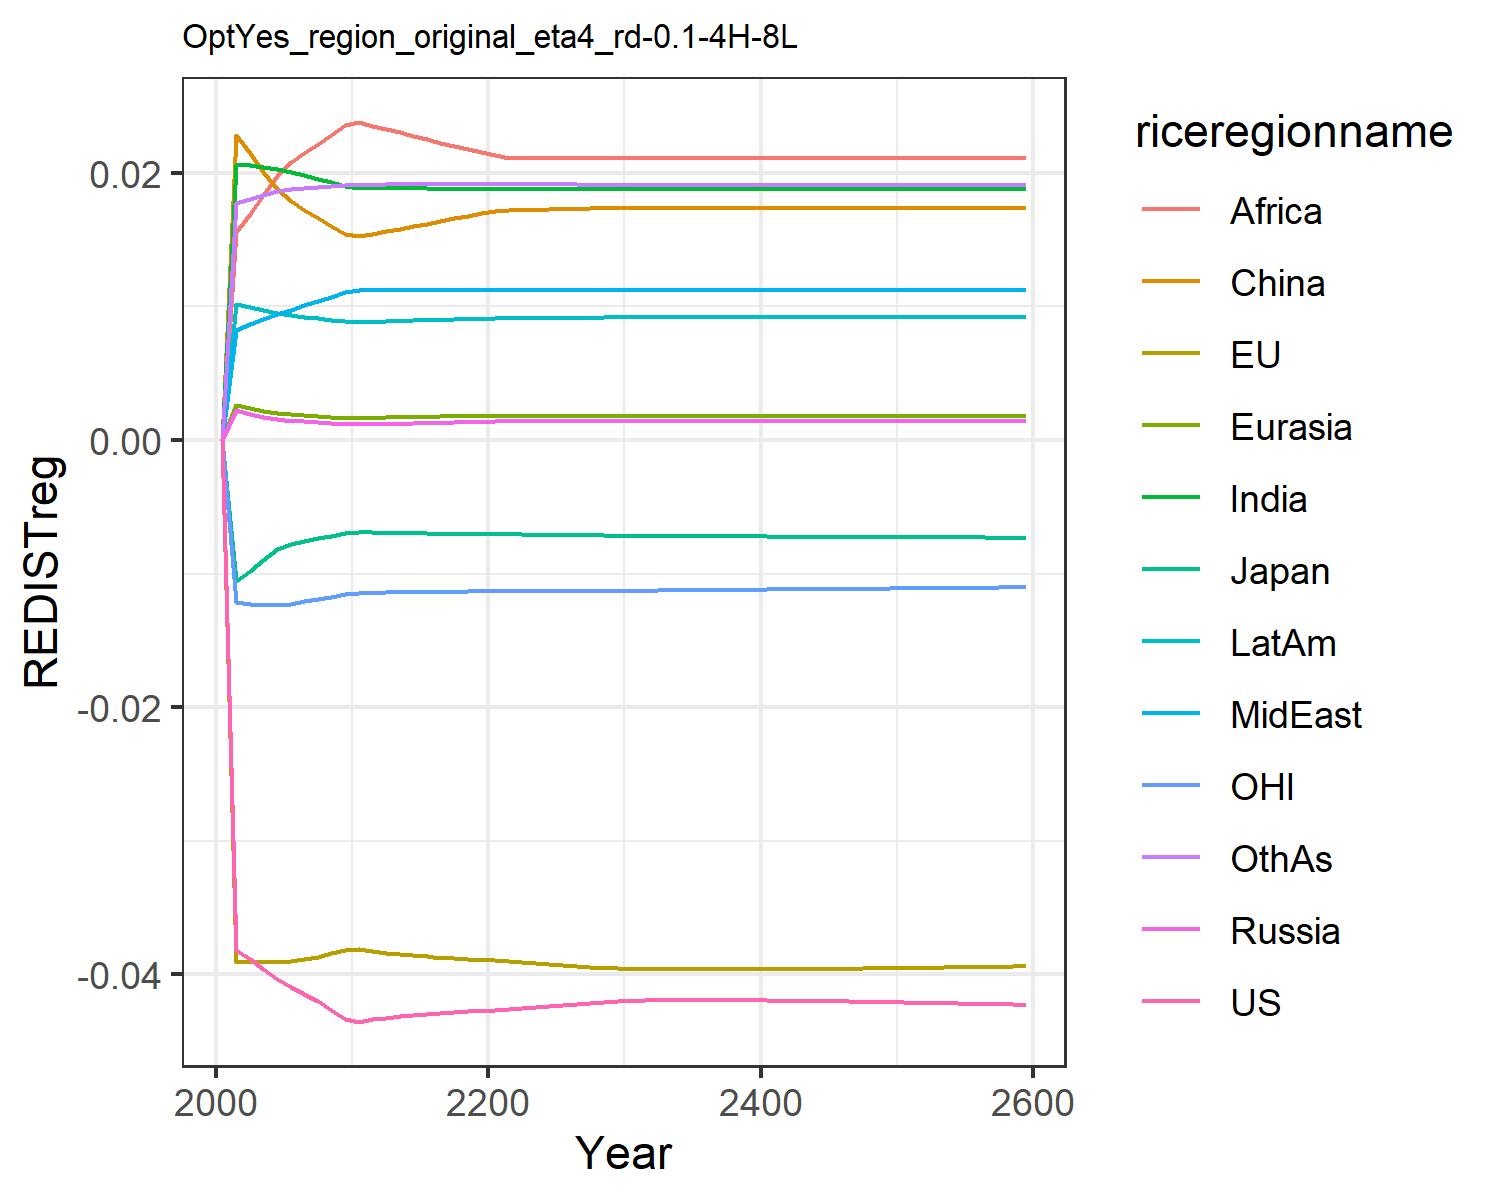 OptYes_region_original_eta4_rd-0.1-4H-8L
riceregionname
Africa
China
EU
Eurasia
India
Japan
LatAm
MidEast
OHI
OthAs
Russia
US
REDISTreg
0.02
0.00
-0.02
-0.04
2000 2200 2400 2600
Year